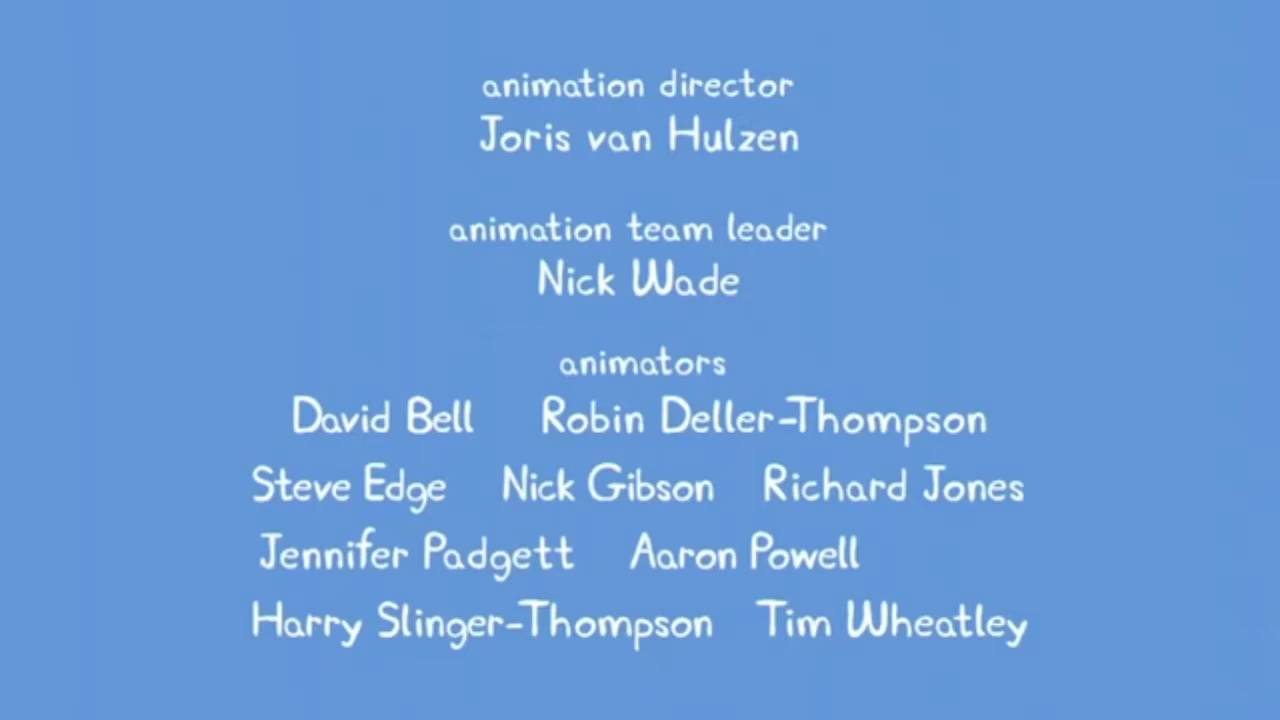 animation director
Joris van Hulzen
animation team leader
Nick Wade
animators
David Bell Robin Deller-Thompson
Steve Edge Nick Gibson Richard Jones
Jennifer Padgett Aaron Powell
Harry Slinger-Thompson Tim Wheatley